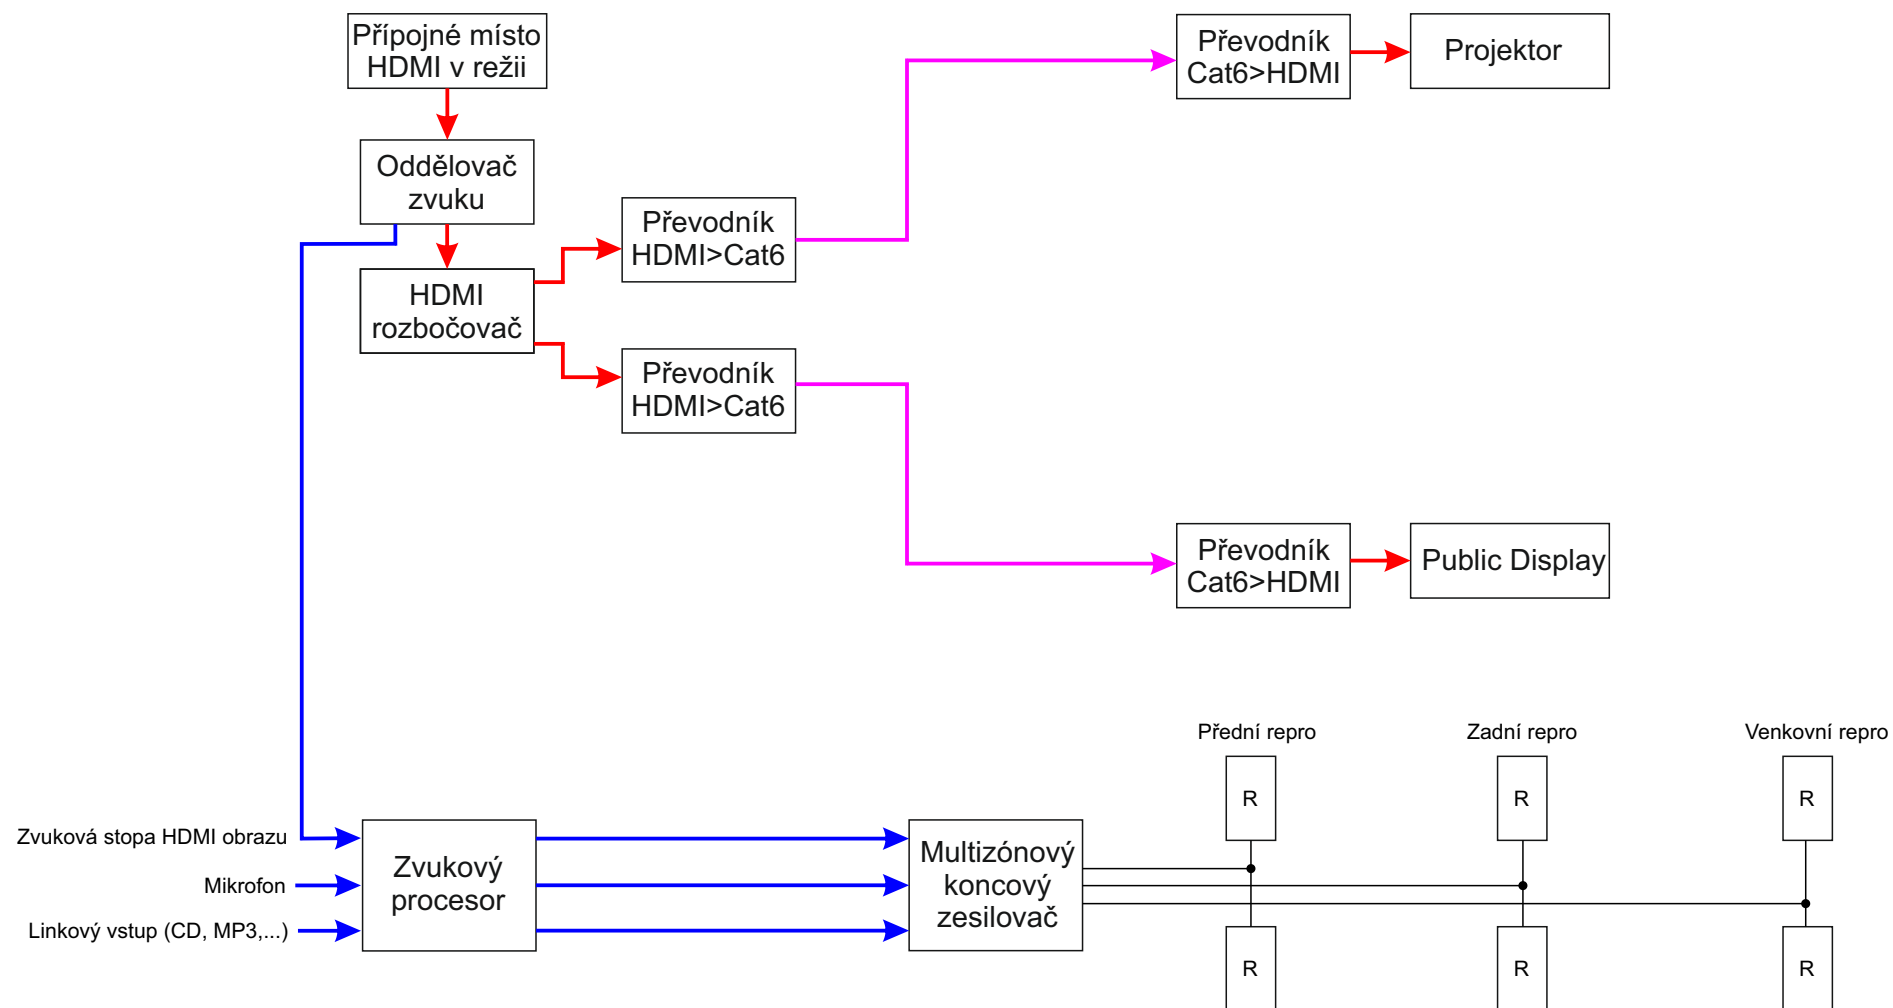 Přípojné místo
HDMI v režii
Převodník
Cat6>HDMI
Projektor
Oddělovač
zvuku
Převodník
HDMI>Cat6
HDMI
rozbočovač
Převodník
HDMI>Cat6
Převodník
Cat6>HDMI
Public Display
Přední repro
Zadní repro
Venkovní repro
R
R
R
Zvuková stopa HDMI obrazu
Mikrofon
Linkový vstup (CD, MP3,...)
Zvukový
procesor
Multizónový
koncový
zesilovač
R
R
R